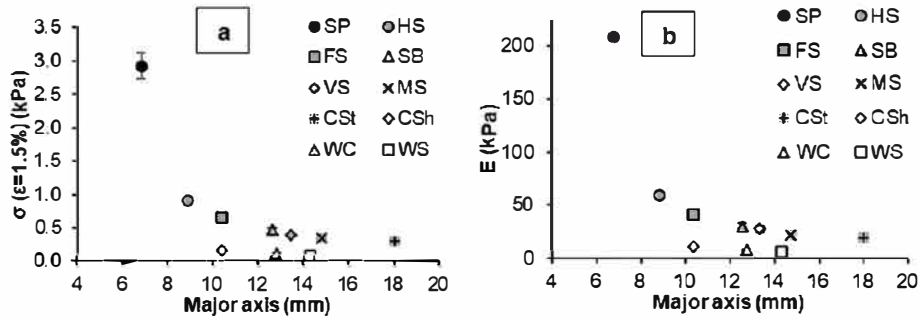 a
σ (ε=1.5%) (kPa)
3.5
3.0
2.5
2.0
1.5
1.0
0.5
0.0
4 6 8 10 12 14 16 18 20
Major axis (mm)
SP HS
FS SB
VS MS
CSt CSh
WC WS
b
E (kPa)
200
150
100
50
0
4 6 8 10 12 14 16 18 20
Major axis (mm)
SP HS
FS SB
VS MS
CSt CSh
WC WS